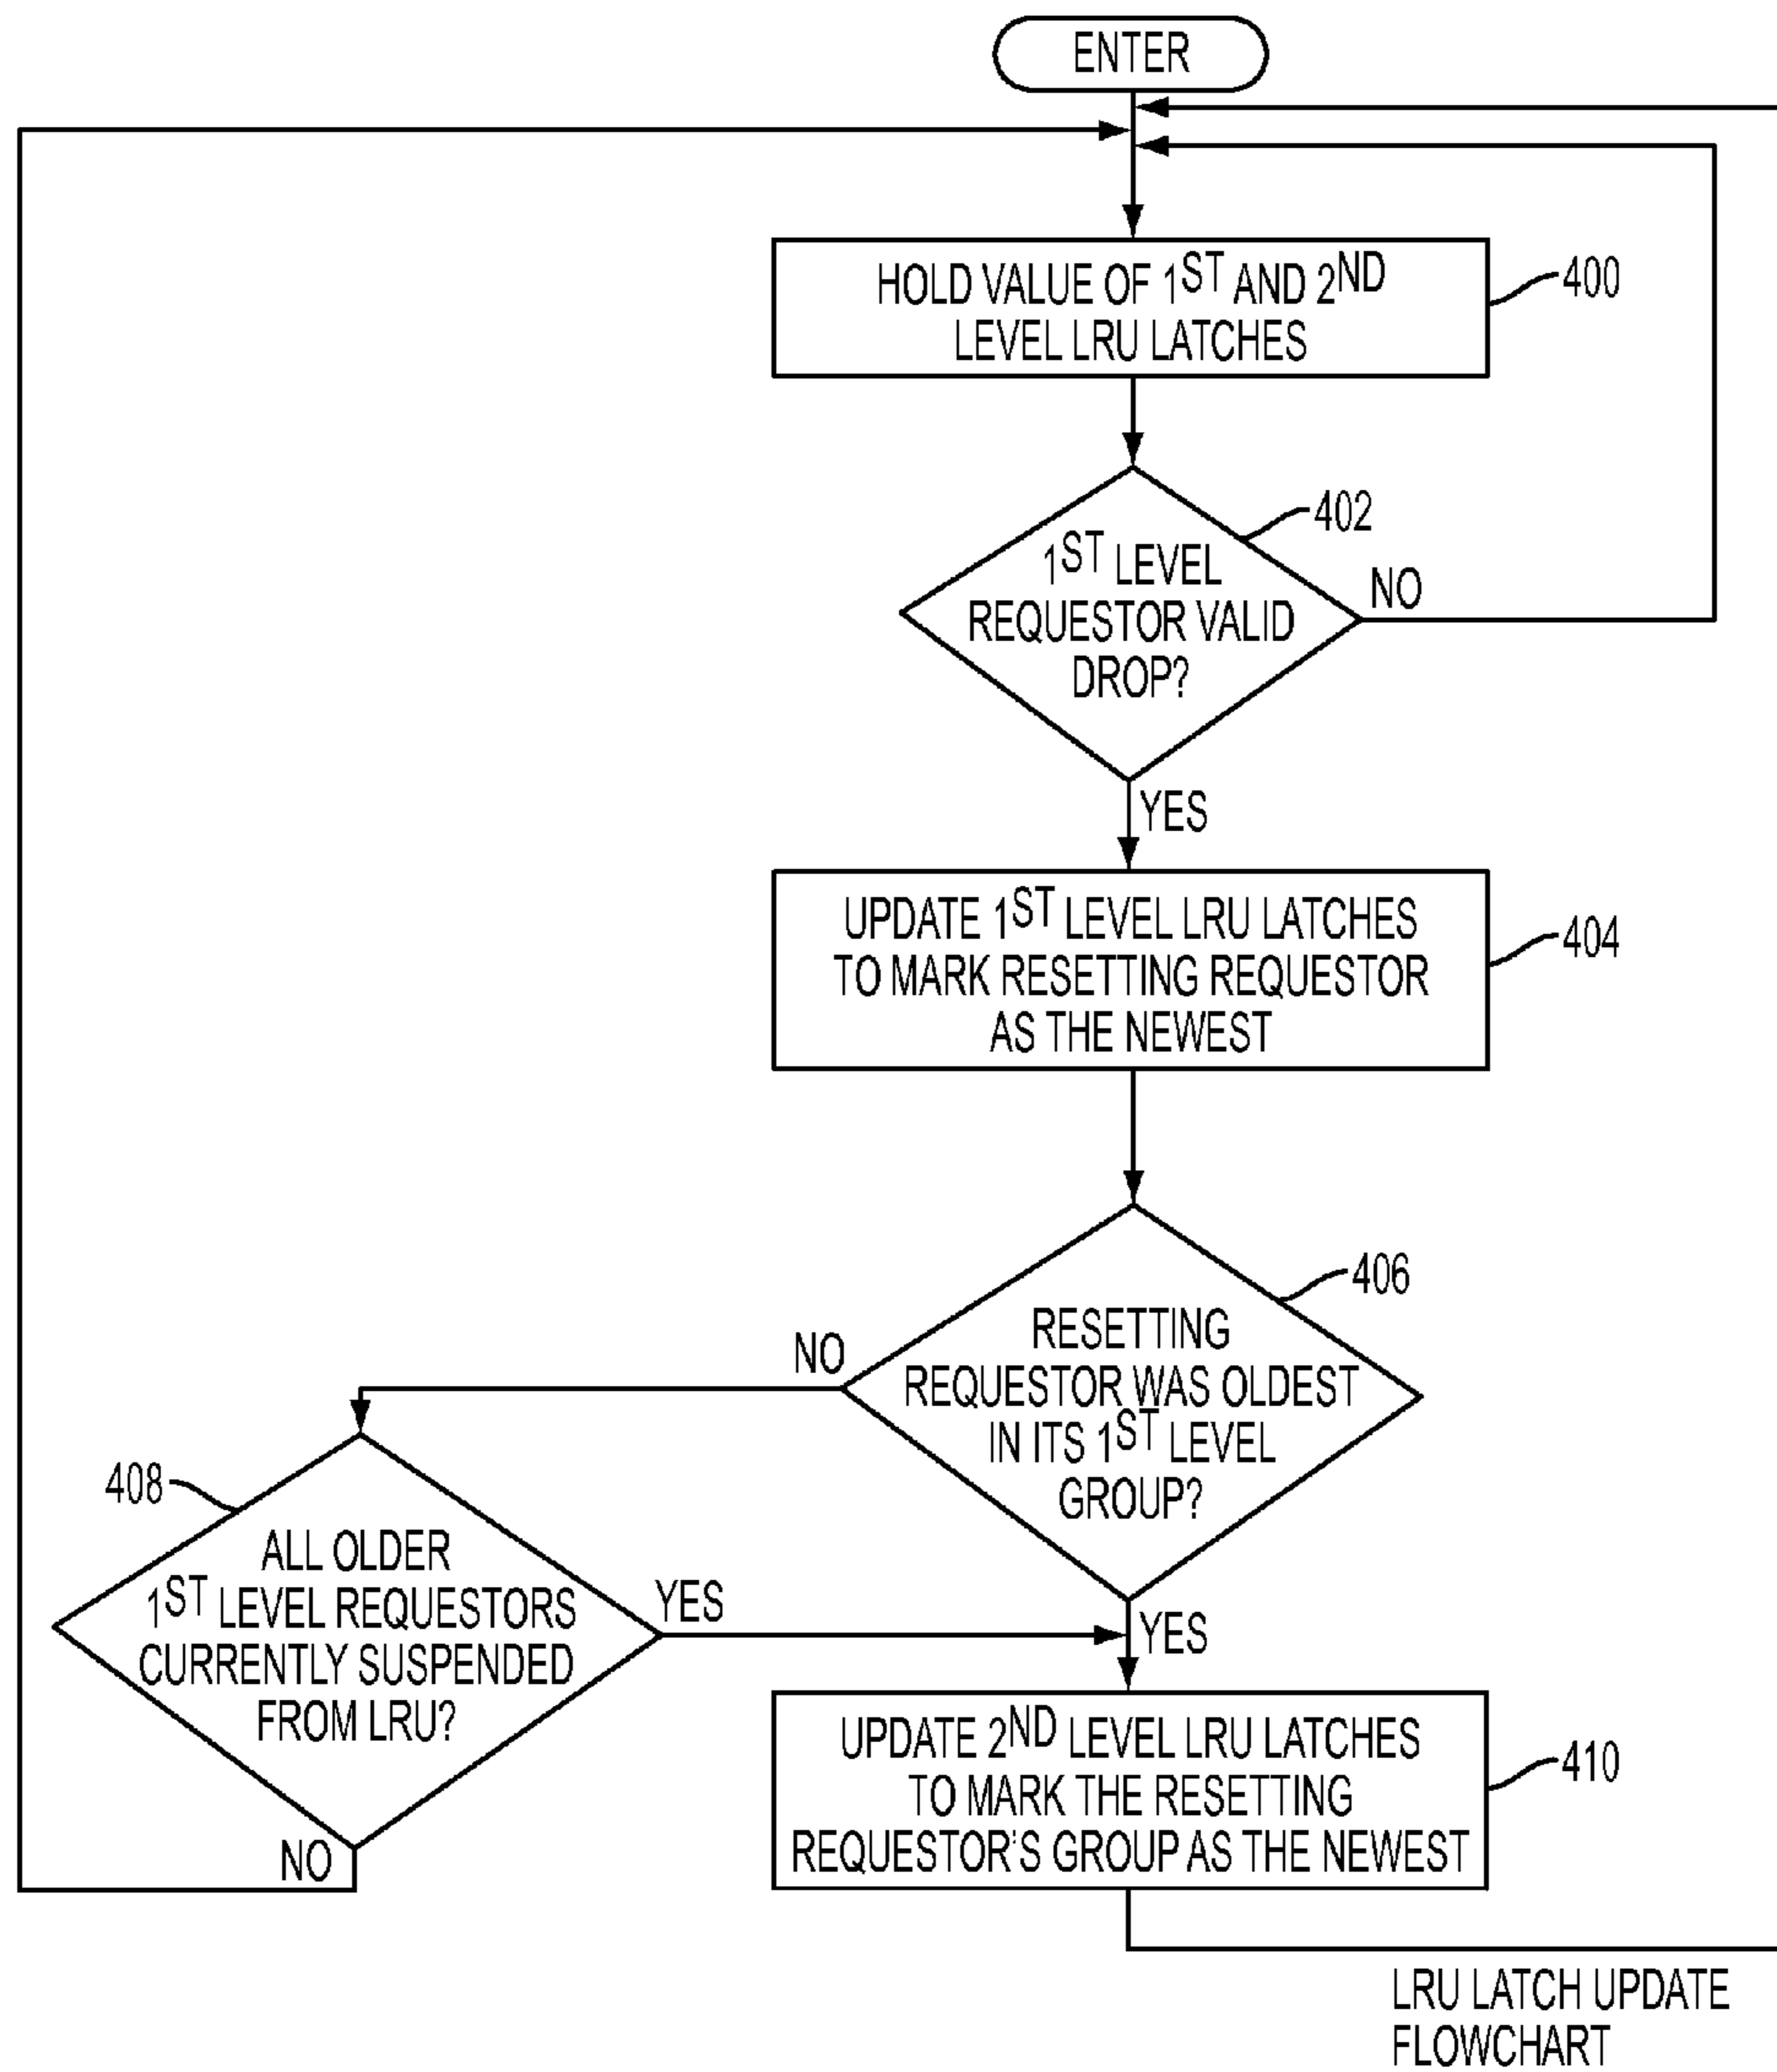 ENTER
HOLD VALUE OF 1ST AND 2ND
LEVEL LRU LATCHES
400
402
1ST LEVEL
REQUESTOR VALID
DROP?
NO
YES
UPDATE 1ST LEVEL LRU LATCHES
TO MARK RESETTING REQUESTOR
AS THE NEWEST
404
406
RESETTING
REQUESTOR WAS OLDEST
IN ITS 1ST LEVEL
GROUP?
NO
408
ALL OLDER
1ST LEVEL REQUESTORS
CURRENTLY SUSPENDED
FROM LRU?
YES
YES
NO
UPDATE 2ND LEVEL LRU LATCHES
TO MARK THE RESETTING
REQUESTOR'S GROUP AS THE NEWEST
410
LRU LATCH UPDATE
FLOWCHART